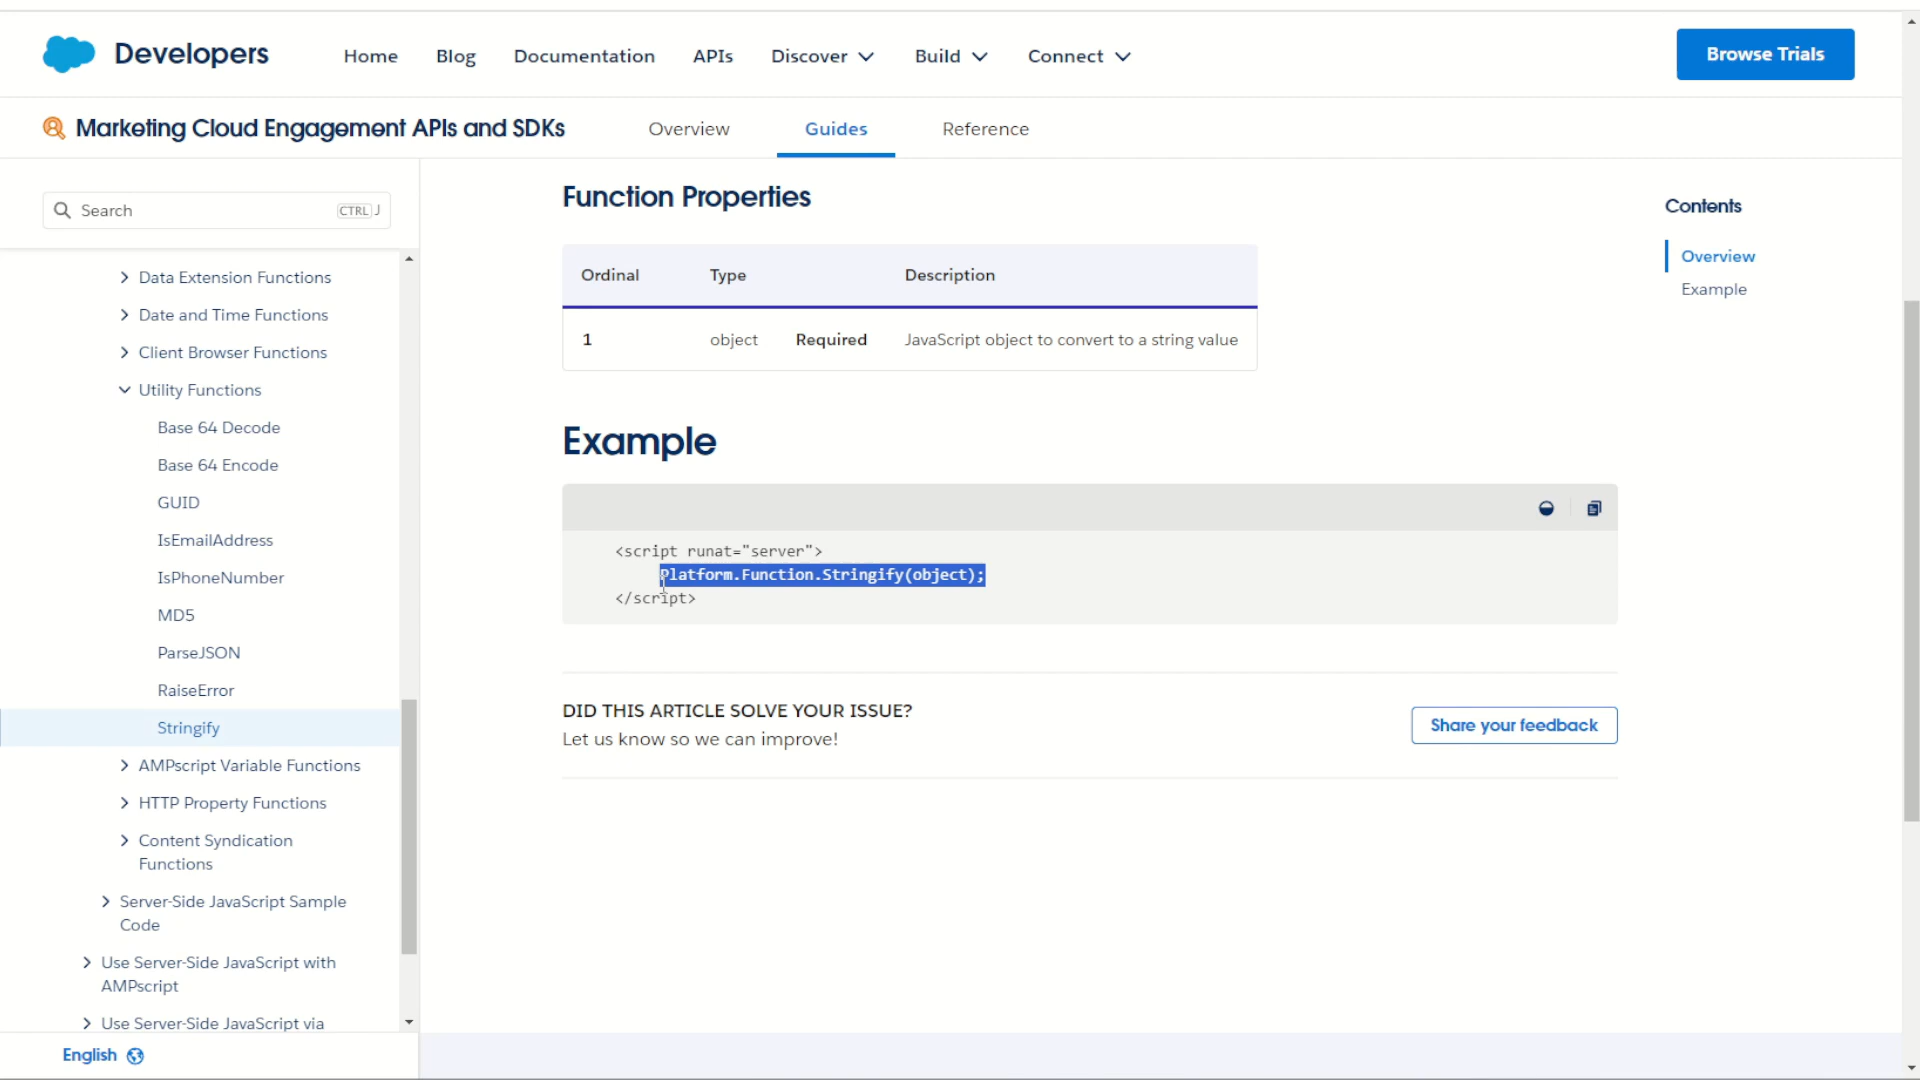 Developers
Home
Blog
Documentation
APIs
Discover
Build
Connect
Browse Trials
Marketing Cloud Engagement APIs and SDKs
Overview
Guides
Reference
Search
CTRL J
Data Extension Functions
Date and Time Functions
Client Browser Functions
Utility Functions
Base 64 Decode
Base 64 Encode
GUID
IsEmailAddress
IsPhoneNumber
MD5
ParseJSON
RaiseError
Stringify
AMPscript Variable Functions
HTTP Property Functions
Content Syndication
Functions
Server-Side JavaScript Sample
Code
Use Server-Side JavaScript with
AMPscript
Use Server-Side JavaScript via
English
Function Properties
Ordinal Type Description
1 object Required JavaScript object to convert to a string value
Example
<script runat="server">
Platform.Function.Stringify(object);
</script>
DID THIS ARTICLE SOLVE YOUR ISSUE?
Let us know so we can improve!
Share your feedback
Contents
Overview
Example